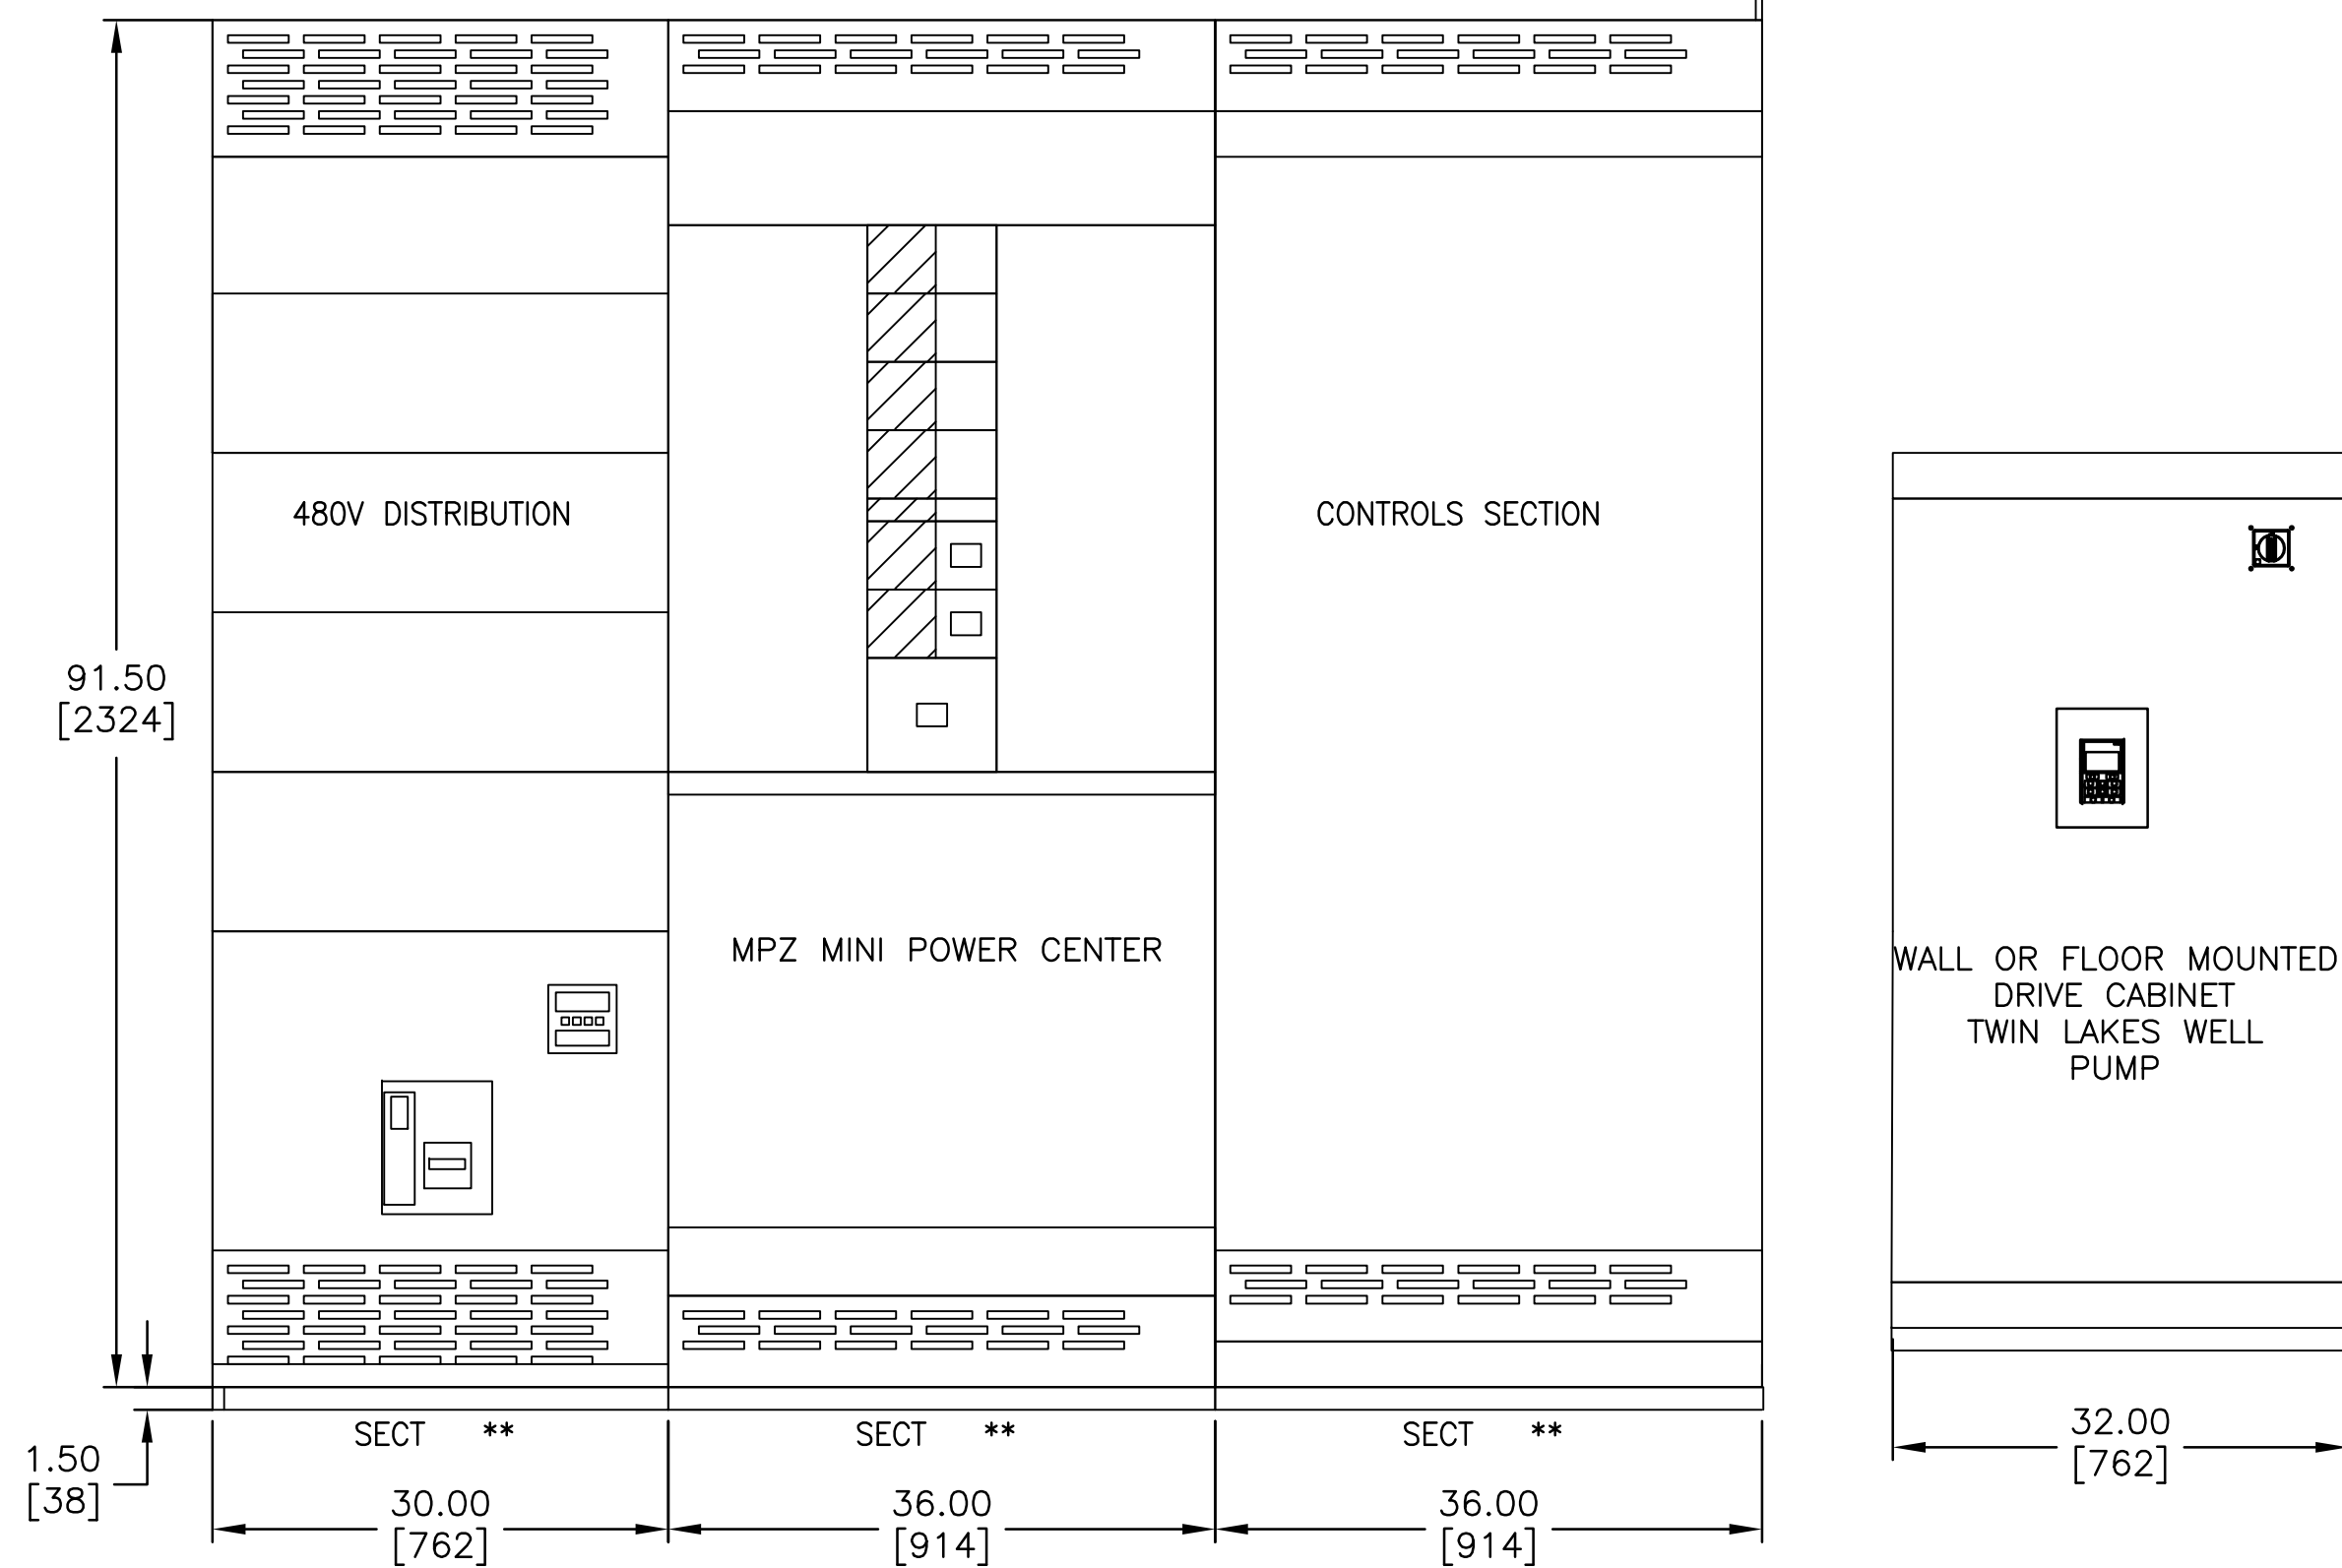 480V DISTRIBUTION
CONTROLS SECTION
91.50
[2324]
MPZ MINI POWER CENTER
WALL OR FLOOR MOUNTED
DRIVE CABINET
TWIN LAKES WELL
PUMP
SECT **
SECT **
SECT **
1.50
[38]
30.00
[762]
36.00
[914]
36.00
[914]
32.00
[762]